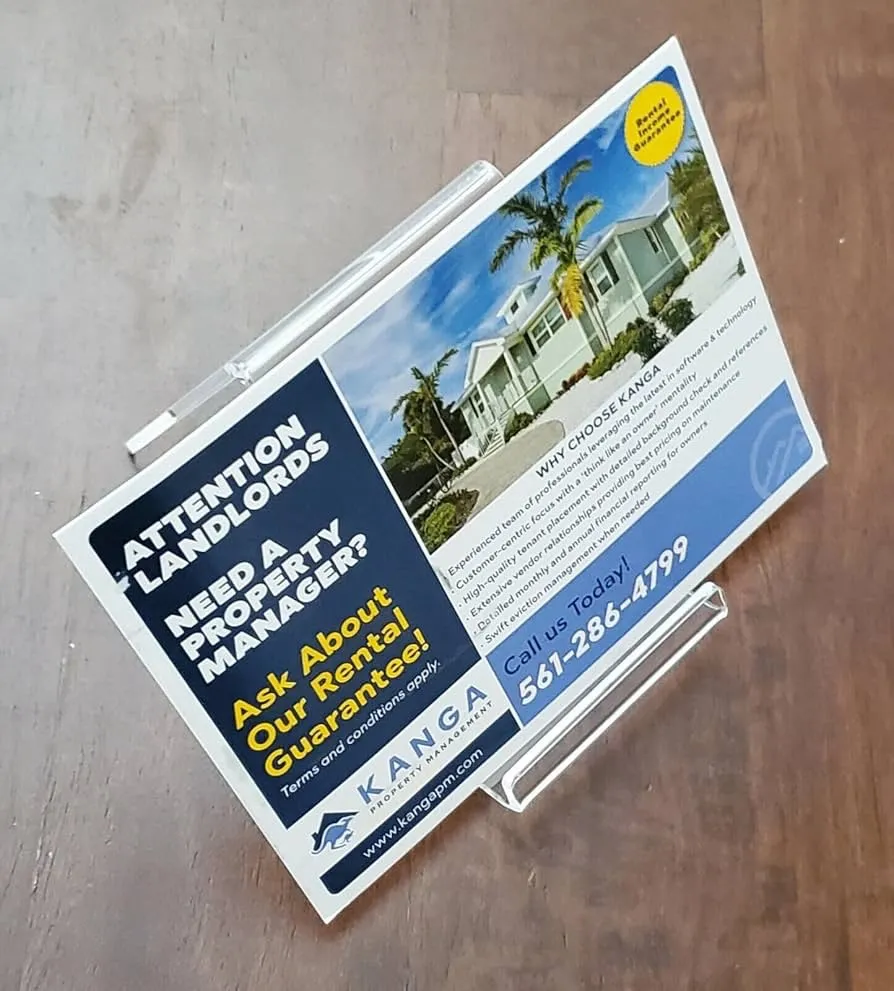 ATTENTION
LANDLORDS
NEED A
PROPERTY
MANAGER?
Ask About
Our Rental
Guarantee!
Terms and conditions apply.
KANGA
PROPERTY MANAGEMENT
www.kangapm.com
Rental
Income
Guarantee
WHY CHOOSE KANGA
Experienced team of professionals leveraging the latest in software & technology
· Customer-centric focus with a 'think like an owner' mentality
· High-quality tenant placement with detailed background check and references
· Extensive vendor relationships providing best pricing on maintenance
· Detailed monthly and annual financial reporting for owners
· Swift eviction management when needed
Call us Today!
561-286-4799